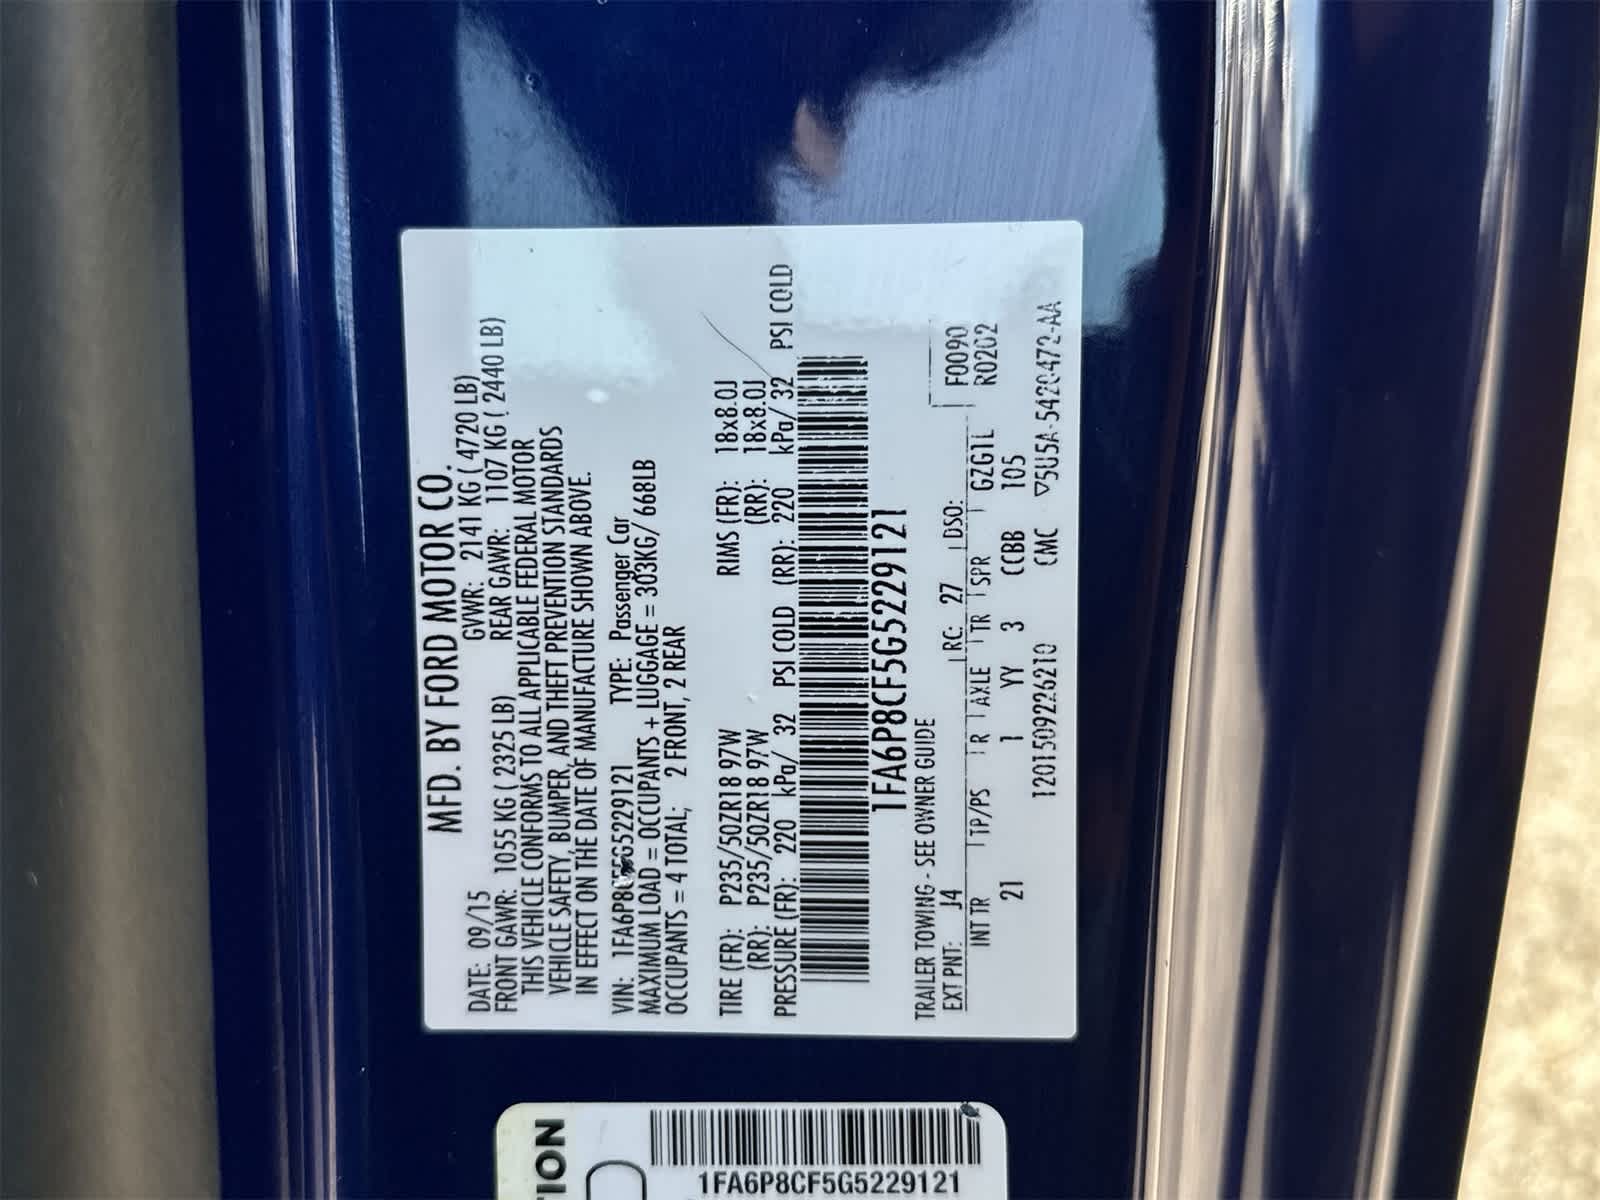 MFD. BY FORD MOTOR CO.
DATE: 09/15 GVWR: 2141 KG ( 4720 LB)
FRONT GAWR: 1055 KG ( 2325 LB) REAR GAWR: 1107 KG ( 2440 LB)
THIS VEHICLE CONFORMS TO ALL APPLICABLE FEDERAL MOTOR
VEHICLE SAFETY, BUMPER, AND THEFT PREVENTION STANDARDS
IN EFFECT ON THE DATE OF MANUFACTURE SHOWN ABOVE.
VIN: 1FA6P8CF5G5229121 TYPE: Passenger Car
MAXIMUM LOAD = OCCUPANTS + LUGGAGE = 303KG/ 668LB
OCCUPANTS = 4 TOTAL; 2 FRONT, 2 REAR
TIRE (FR): P235/50ZR18 97W RIMS (FR): 18x8.0J
(RR): P235/50ZR18 97W (RR): 18x8.0J
PRESSURE (FR): 220 kPa/ 32 PSI COLD (RR): 220 kPa/ 32 PSI COLD
1FA6P8CF5G5229121
TRAILER TOWING - SEE OWNER GUIDE F0090
EXT PNT: J4 RC: 27 DSO: R0202
INT TR TP/PS R AXLE TR SPR GZG1L
21 1 YY 3 CCBB 105
1201509226210 CMC ▽5U5A-5420472-AA
TION
1FA6P8CF5G5229121